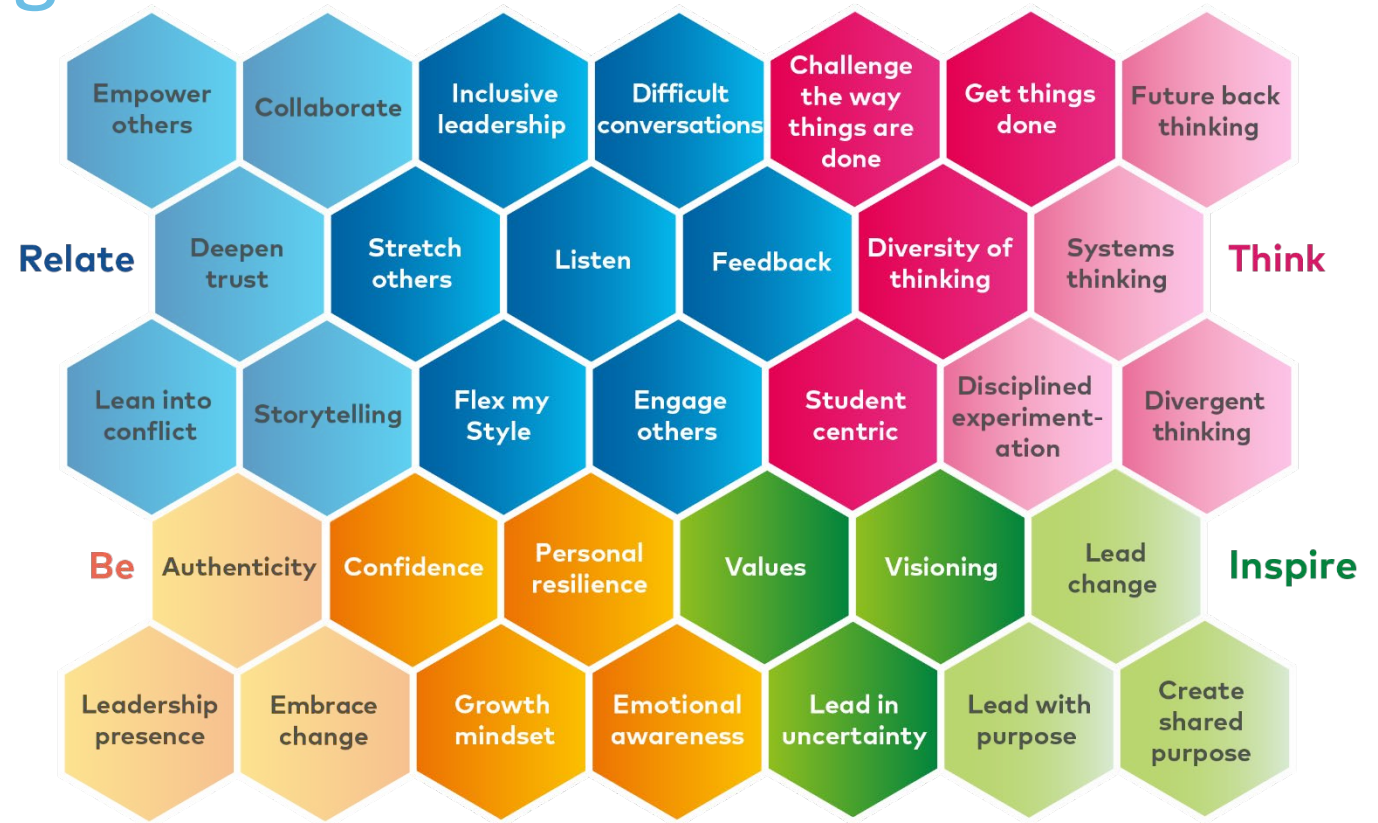 g
Empower
others
Collaborate
Inclusive
leadership
Difficult
conversations
Challenge
the way
things are
done
Get things
done
Future back
thinking
Relate
Deepen
trust
Stretch
others
Listen
Feedback
Diversity of
thinking
Systems
thinking
Think
Lean into
conflict
Storytelling
Flex my
Style
Engage
others
Student
centric
Disciplined
experiment-
ation
Divergent
thinking
Be
Authenticity
Confidence
Personal
resilience
Values
Visioning
Lead
change
Inspire
Leadership
presence
Embrace
change
Growth
mindset
Emotional
awareness
Lead in
uncertainty
Lead with
purpose
Create
shared
purpose